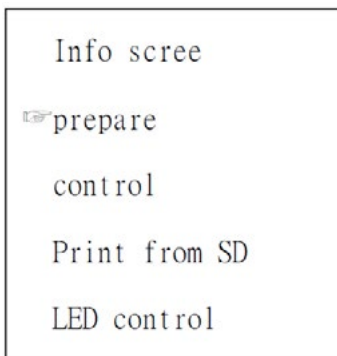 Info scree
☞prepare
control
Print from SD
LED control